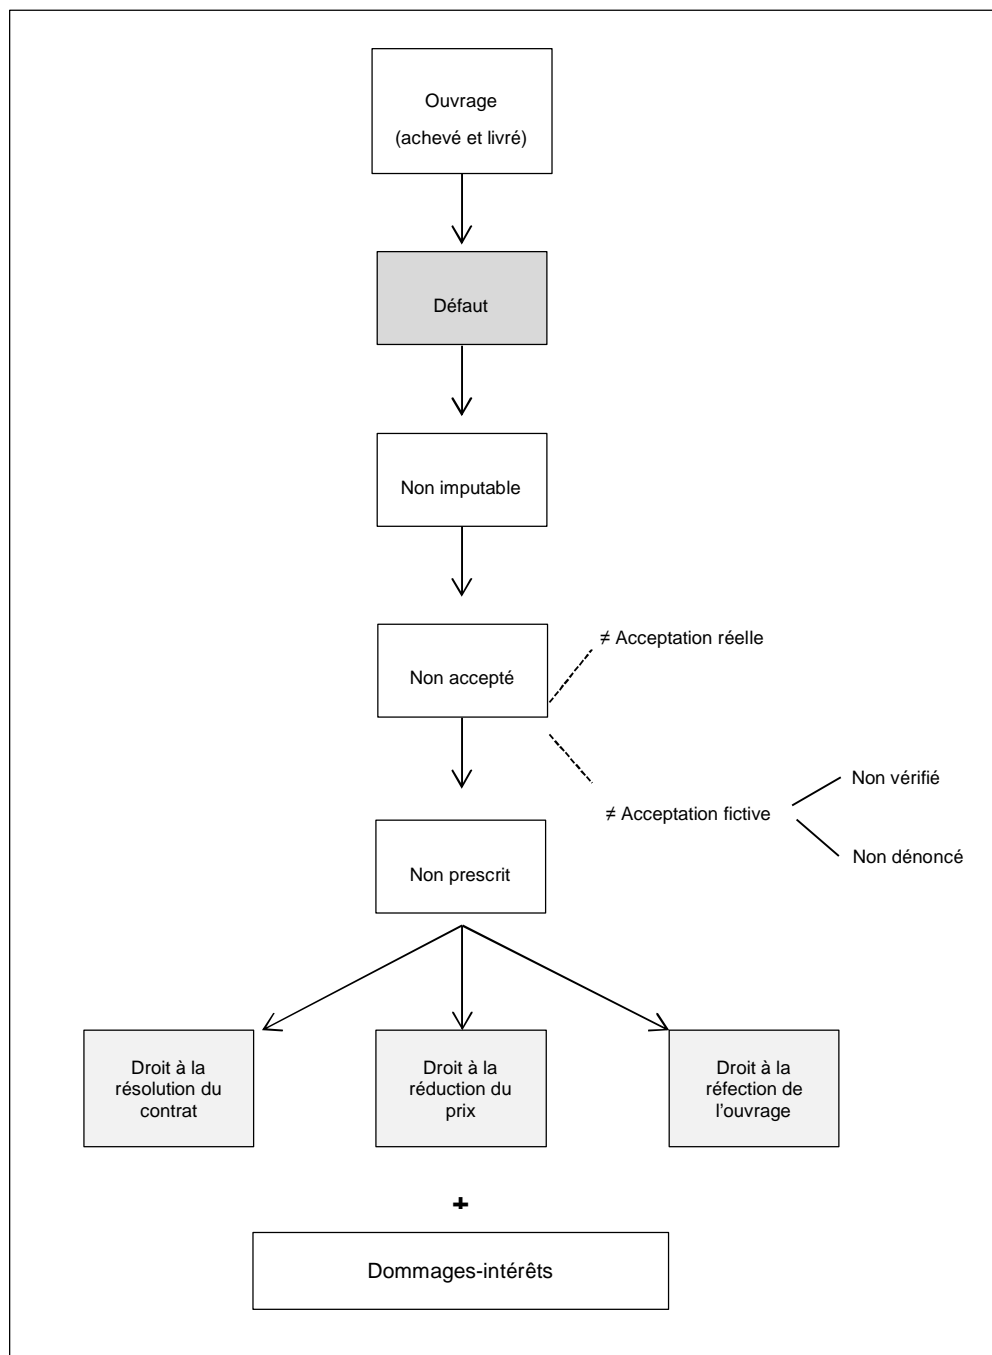 Ouvrage
(achevé et livré)
Défaut
Non imputable
Non accepté
≠ Acceptation réelle
≠ Acceptation fictive
Non vérifié
Non dénoncé
Non prescrit
Droit à la
résolution du
contrat
Droit à la
réduction du
prix
Droit à la
réfection de
l'ouvrage
+
Dommages-intérêts